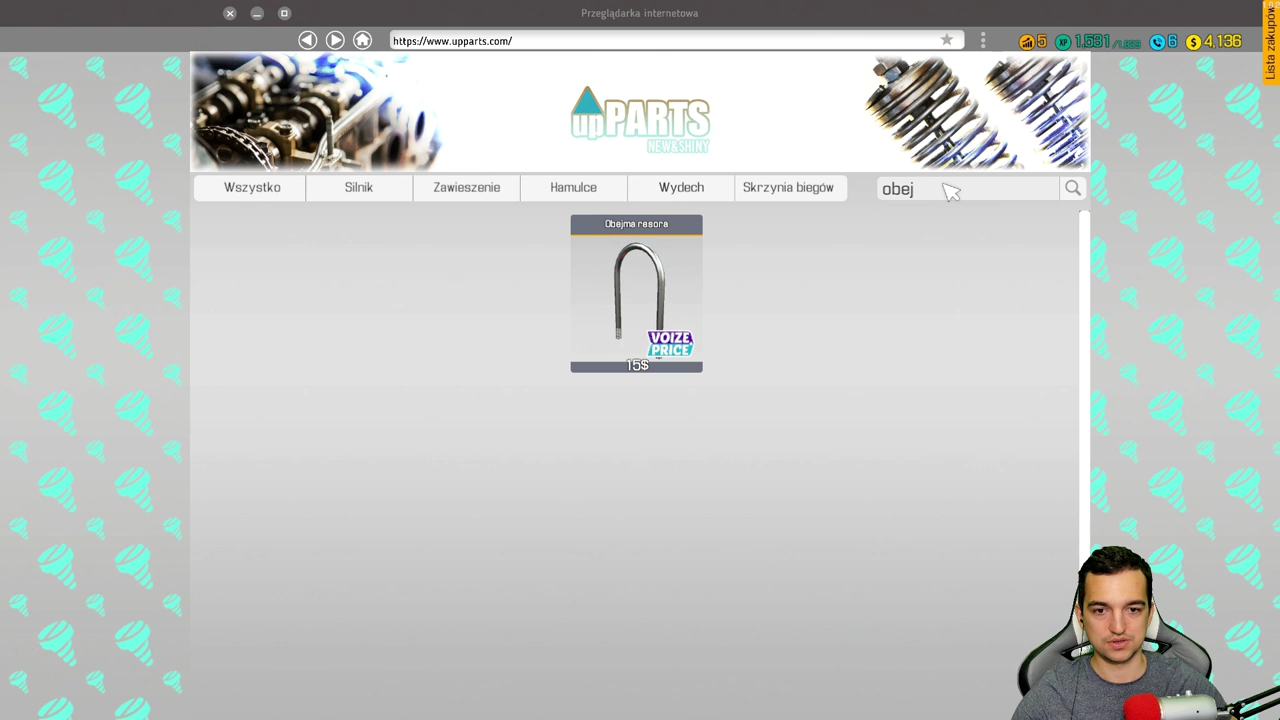 Przeglądarka internetowa
https://www.upparts.com/
5
XP 1,531
6
$ 4,136
Lista zakupów
upPARTS
NEW&SHINY
Wszystko
Silnik
Zawieszenie
Hamulce
Wydech
Skrzynia biegów
obej
Obejma resora
VOIZE
PRICE
15$